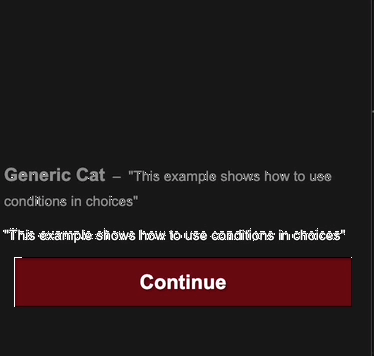 Generic Cat – "This example shows how to use
conditions in choices"
"This example shows how to use conditions in choices"
Continue